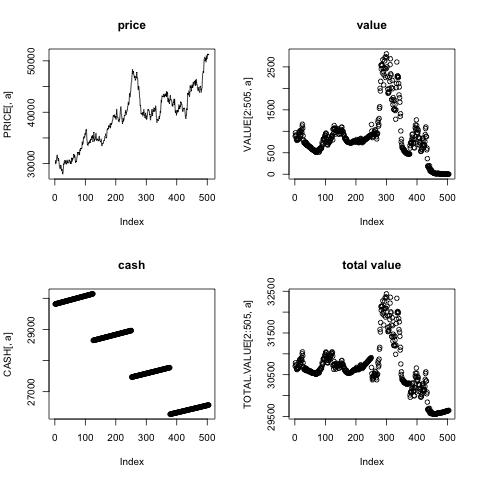 price
PRICE[, a]
30000 40000 50000
0 100 200 300 400 500
Index
value
VALUE[2:505, a]
0 500 1500 2500
0 100 200 300 400 500
Index
cash
CASH[, a]
27000 29000
0 100 200 300 400 500
Index
total value
TOTAL.VALUE[2:505, a]
29500 30500 31500 32500
0 100 200 300 400 500
Index